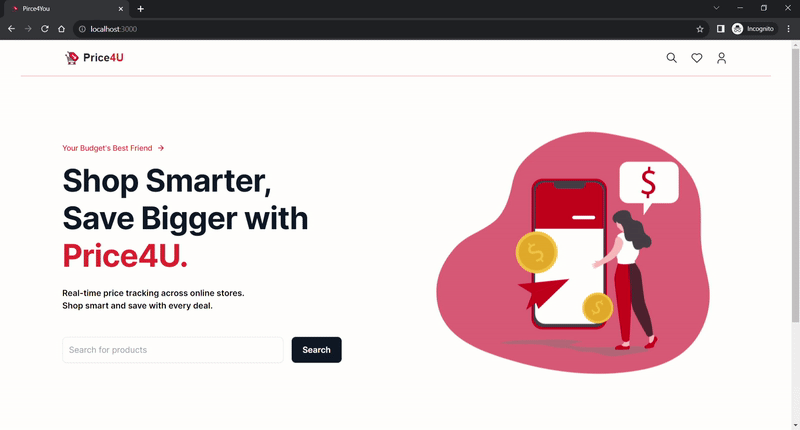 Pirce4You
localhost:3000
Incognito
Price4U
Your Budget's Best Friend →
Shop Smarter,
Save Bigger with
Price4U.
$
Real-time price tracking across online stores.
Shop smart and save with every deal.
Search for products
Search
$
$